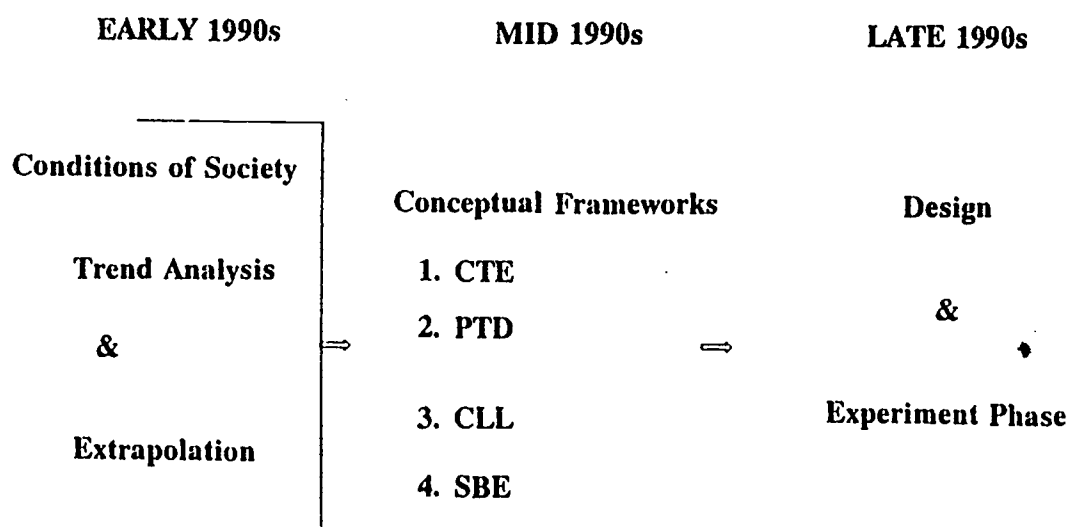 EARLY 1990s
MID 1990s
LATE 1990s
Conditions of Society
Trend Analysis
&
Extrapolation
Conceptual Frameworks
1. CTE
2. PTD
3. CLL
4. SBE
Design
&
Experiment Phase